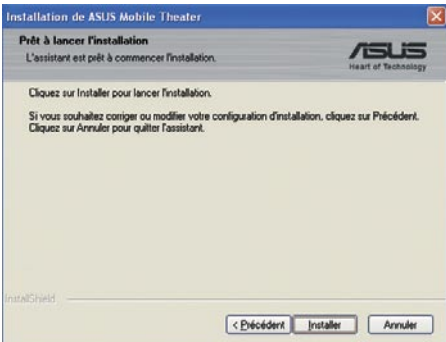 Installation de ASUS Mobile Theater
Prêt à lancer l'installation
L'assistant est prêt à commencer l'installation.
ASUS
Heart of Technology
Cliquez sur Installer pour lancer l'installation.
Si vous souhaitez corriger ou modifier votre configuration d'installation, cliquez sur Précédent.
Cliquez sur Annuler pour quitter l'assistant.
InstallShield
< Précédent Installer Annuler